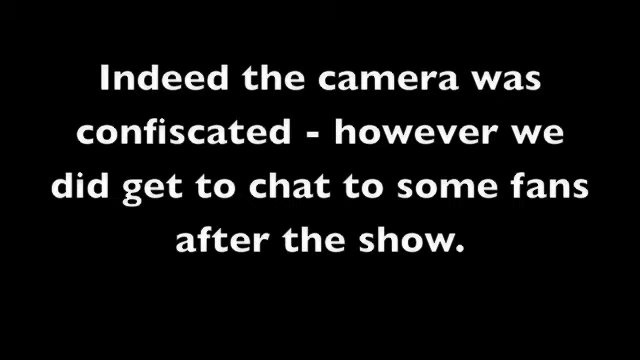 Indeed the camera was
confiscated - however we
did get to chat to some fans
after the show.